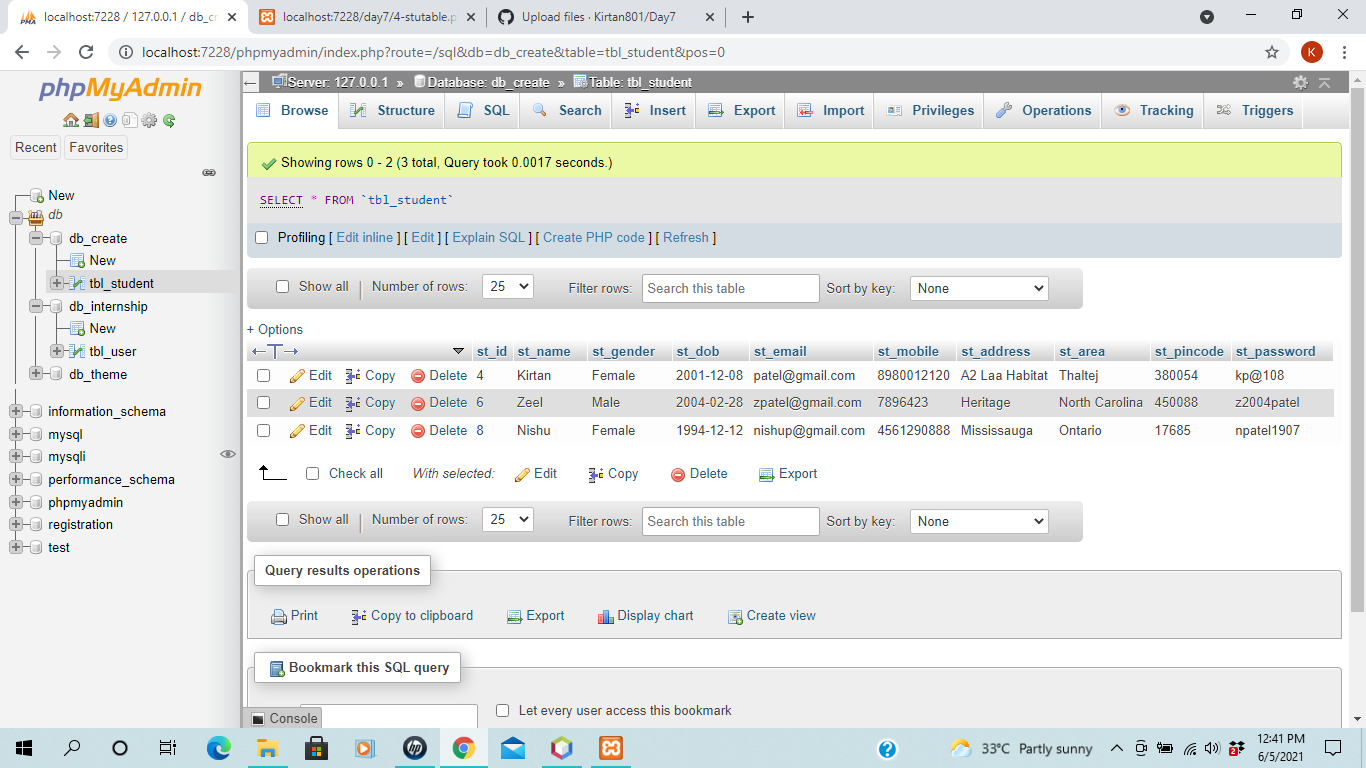 localhost:7228 / 127.0.0.1 / db_cr
localhost:7228/day7/4-stutable.p
Upload files · Kirtan801/Day7
localhost:7228/phpmyadmin/index.php?route=/sql&db=db_create&table=tbl_student&pos=0
K
phpMyAdmin
Recent Favorites
New
db
db_create
New
tbl_student
db_internship
New
tbl_user
db_theme
information_schema
mysql
mysqli
performance_schema
phpmyadmin
registration
test
Server: 127.0.0.1 » Database: db_create » Table: tbl_student
Browse Structure SQL Search Insert Export Import Privileges Operations Tracking Triggers
Showing rows 0 - 2 (3 total, Query took 0.0017 seconds.)
SELECT * FROM `tbl_student`
Profiling [ Edit inline ] [ Edit ] [ Explain SQL ] [ Create PHP code ] [ Refresh ]
Show all | Number of rows: 25 Filter rows: Search this table Sort by key: None
+ Options
st_id st_name st_gender st_dob st_email st_mobile st_address st_area st_pincode st_password
Edit Copy Delete 4 Kirtan Female 2001-12-08 patel@gmail.com 8980012120 A2 Laa Habitat Thaltej 380054 kp@108
Edit Copy Delete 6 Zeel Male 2004-02-28 zpatel@gmail.com 7896423 Heritage North Carolina 450088 z2004patel
Edit Copy Delete 8 Nishu Female 1994-12-12 nishup@gmail.com 4561290888 Mississauga Ontario 17685 npatel1907
Check all With selected: Edit Copy Delete Export
Show all | Number of rows: 25 Filter rows: Search this table Sort by key: None
Query results operations
Print Copy to clipboard Export Display chart Create view
Bookmark this SQL query
Let every user access this bookmark
Console
33°C Partly sunny
12:41 PM
6/5/2021